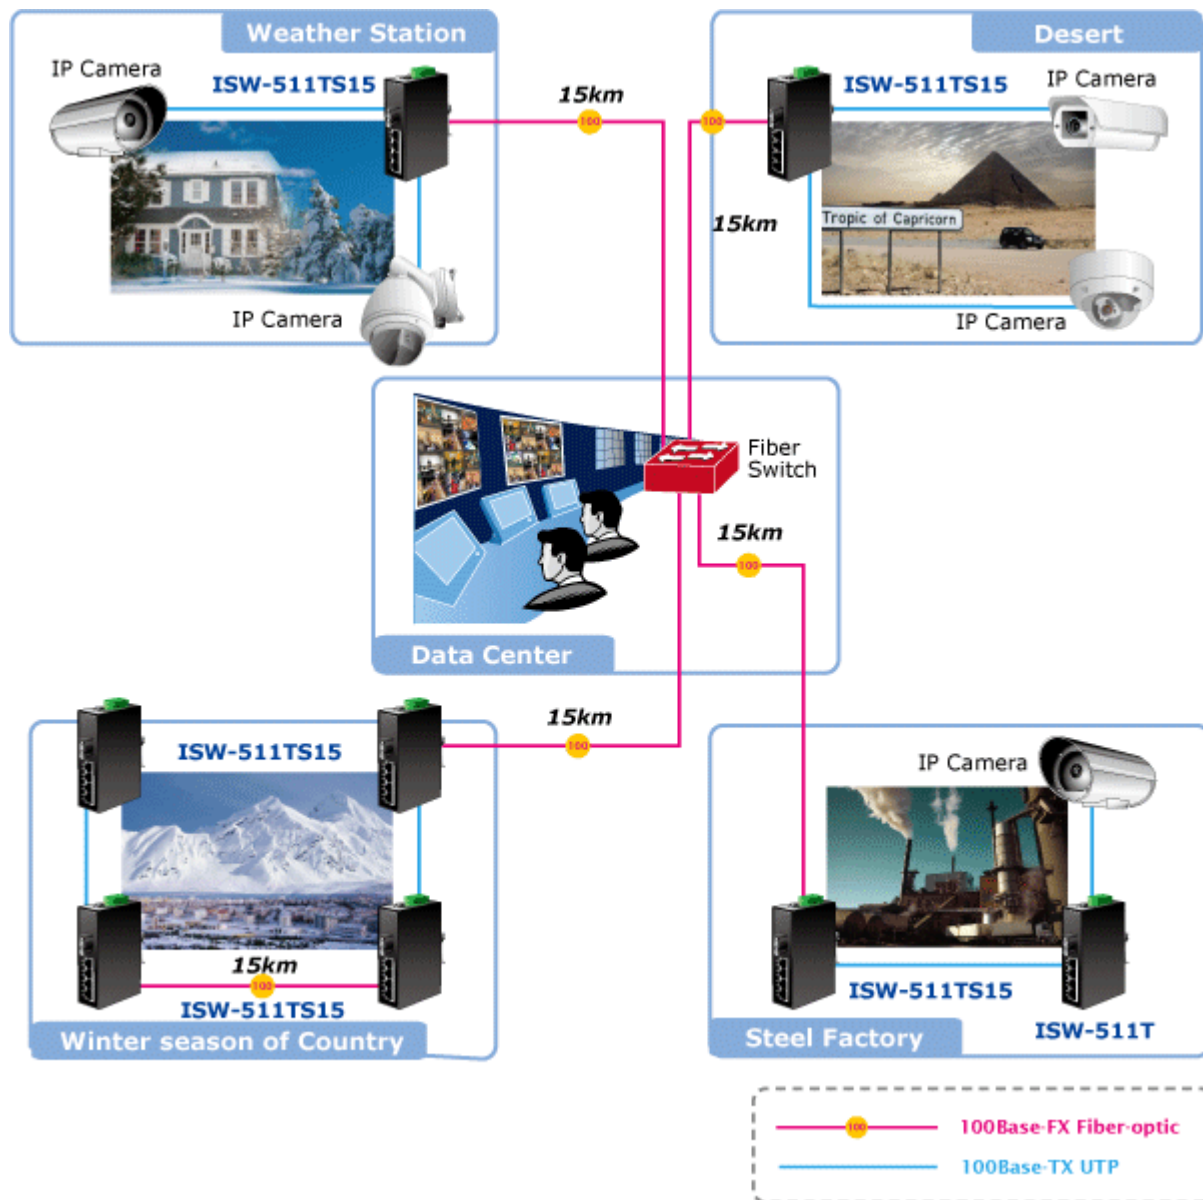 Weather Station
IP Camera
ISW-511TS15
15km
100
IP Camera
Desert
100
ISW-511TS15
IP Camera
15km
Tropic of Capricorn
IP Camera
Fiber
Switch
15km
100
Data Center
15km
100
ISW-511TS15
15km
100
ISW-511TS15
Winter season of Country
IP Camera
ISW-511TS15
ISW-511T
Steel Factory
100
100Base-FX Fiber-optic
100Base-TX UTP